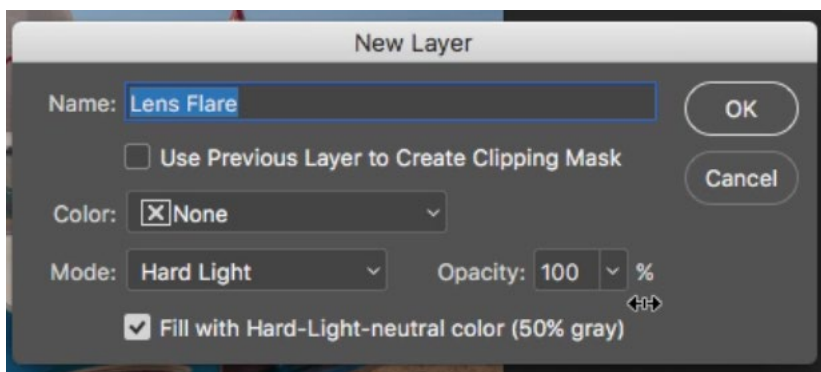 New Layer
Name: Lens Flare
OK
Use Previous Layer to Create Clipping Mask
Cancel
Color: None
Mode: Hard Light Opacity: 100 %
Fill with Hard-Light-neutral color (50% gray)